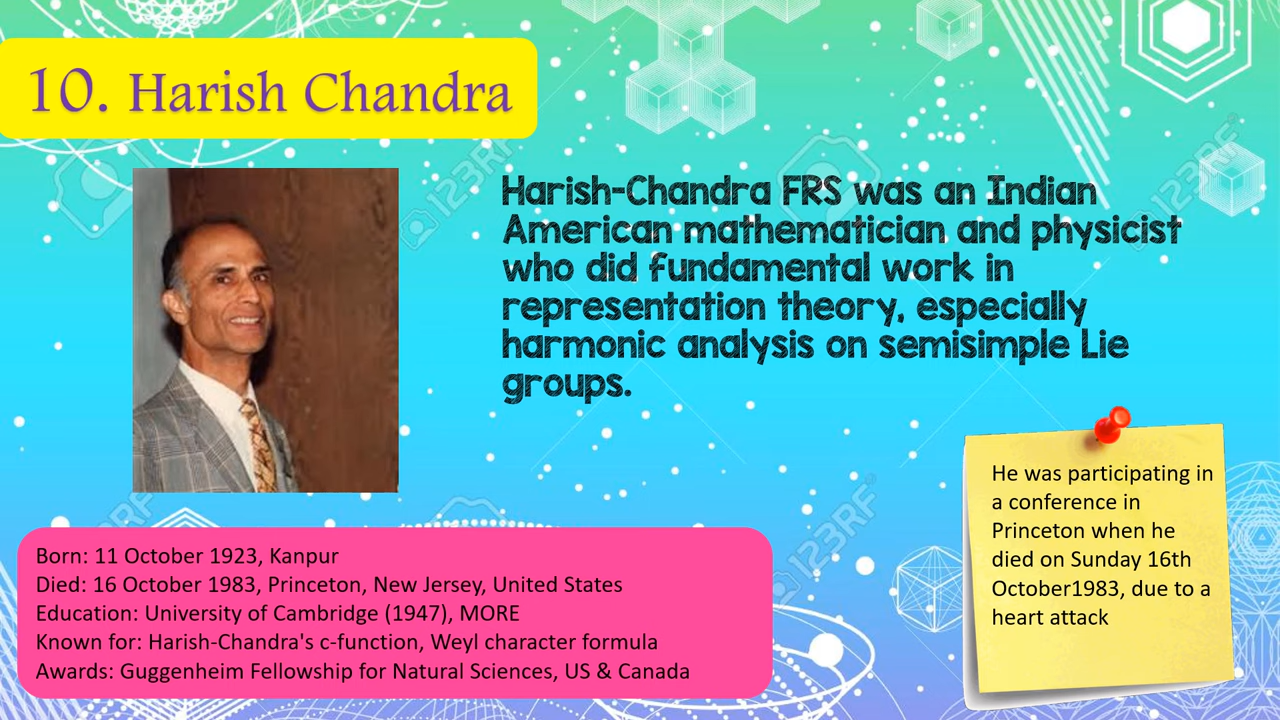 10. Harish Chandra
Harish-Chandra FRS was an Indian
American mathematician and physicist
who did fundamental work in
representation theory, especially
harmonic analysis on semisimple Lie
groups.
He was participating in
a conference in
Princeton when he
died on Sunday 16th
October1983, due to a
heart attack
Born: 11 October 1923, Kanpur
Died: 16 October 1983, Princeton, New Jersey, United States
Education: University of Cambridge (1947), MORE
Known for: Harish-Chandra's c-function, Weyl character formula
Awards: Guggenheim Fellowship for Natural Sciences, US & Canada
123RF
123RF
123RF
123RF